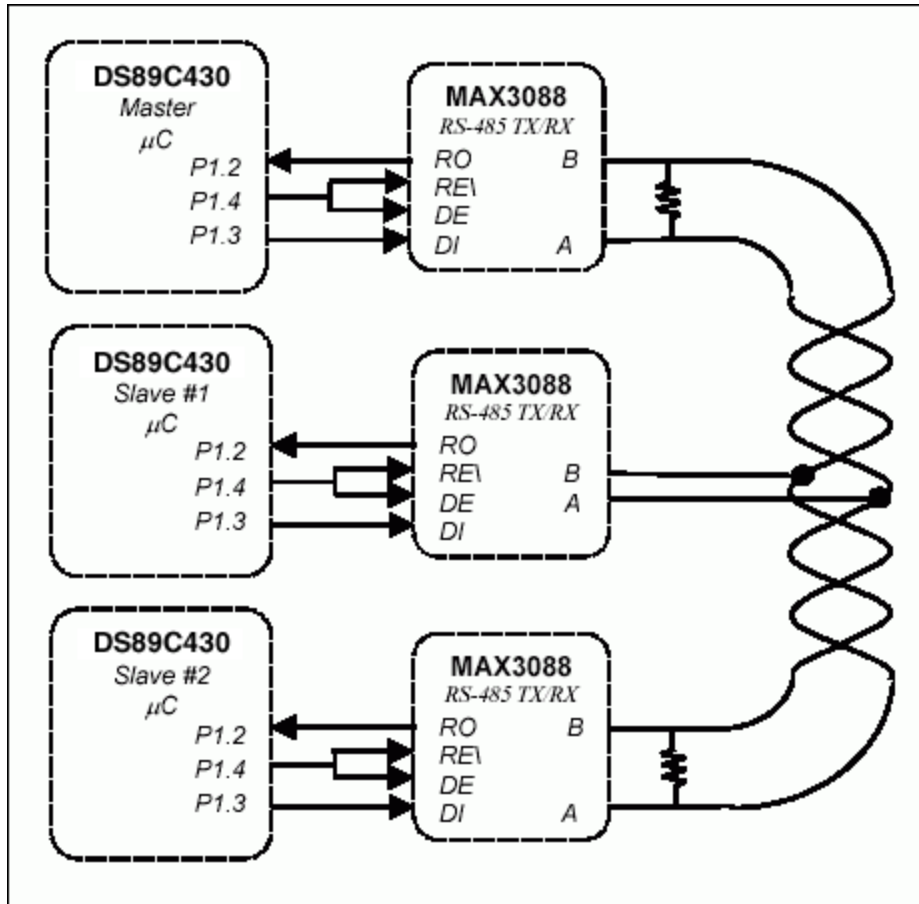 DS89C430
Master
µC
P1.2
P1.4
P1.3
MAX3088
RS-485 TX/RX
RO B
RE\
DE
DI A
DS89C430
Slave #1
µC
P1.2
P1.4
P1.3
MAX3088
RS-485 TX/RX
RO
RE\ B
DE A
DI
DS89C430
Slave #2
µC
P1.2
P1.4
P1.3
MAX3088
RS-485 TX/RX
RO B
RE\
DE
DI A